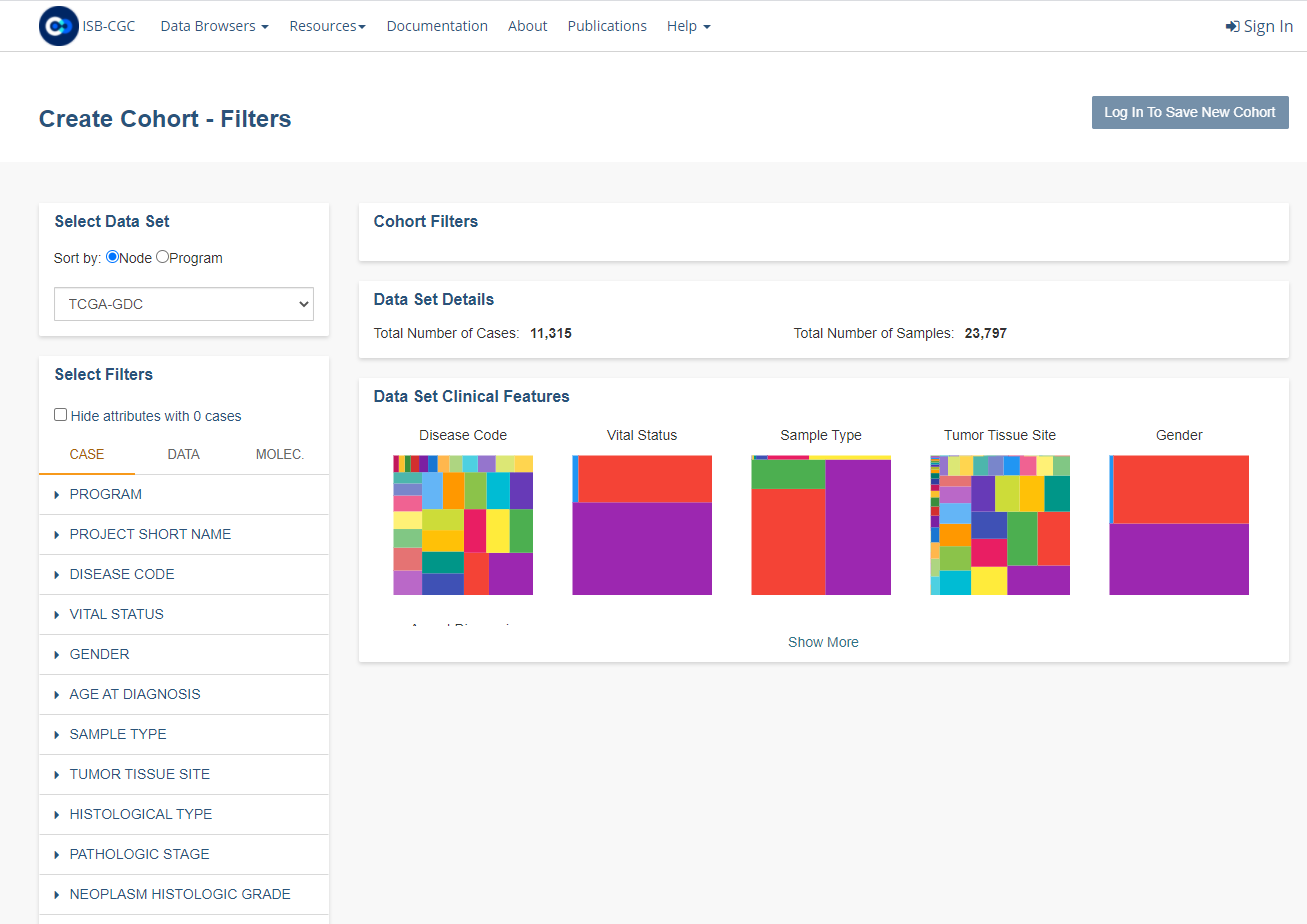 ISB-CGC Data Browsers Resources Documentation About Publications Help Sign In
Create Cohort - Filters
Log In To Save New Cohort
Select Data Set
Sort by: Node Program
TCGA-GDC
Select Filters
Hide attributes with 0 cases
CASE DATA MOLEC.
PROGRAM
PROJECT SHORT NAME
DISEASE CODE
VITAL STATUS
GENDER
AGE AT DIAGNOSIS
SAMPLE TYPE
TUMOR TISSUE SITE
HISTOLOGICAL TYPE
PATHOLOGIC STAGE
NEOPLASM HISTOLOGIC GRADE
Cohort Filters
Data Set Details
Total Number of Cases: 11,315 Total Number of Samples: 23,797
Data Set Clinical Features
Disease Code Vital Status Sample Type Tumor Tissue Site Gender
Show More